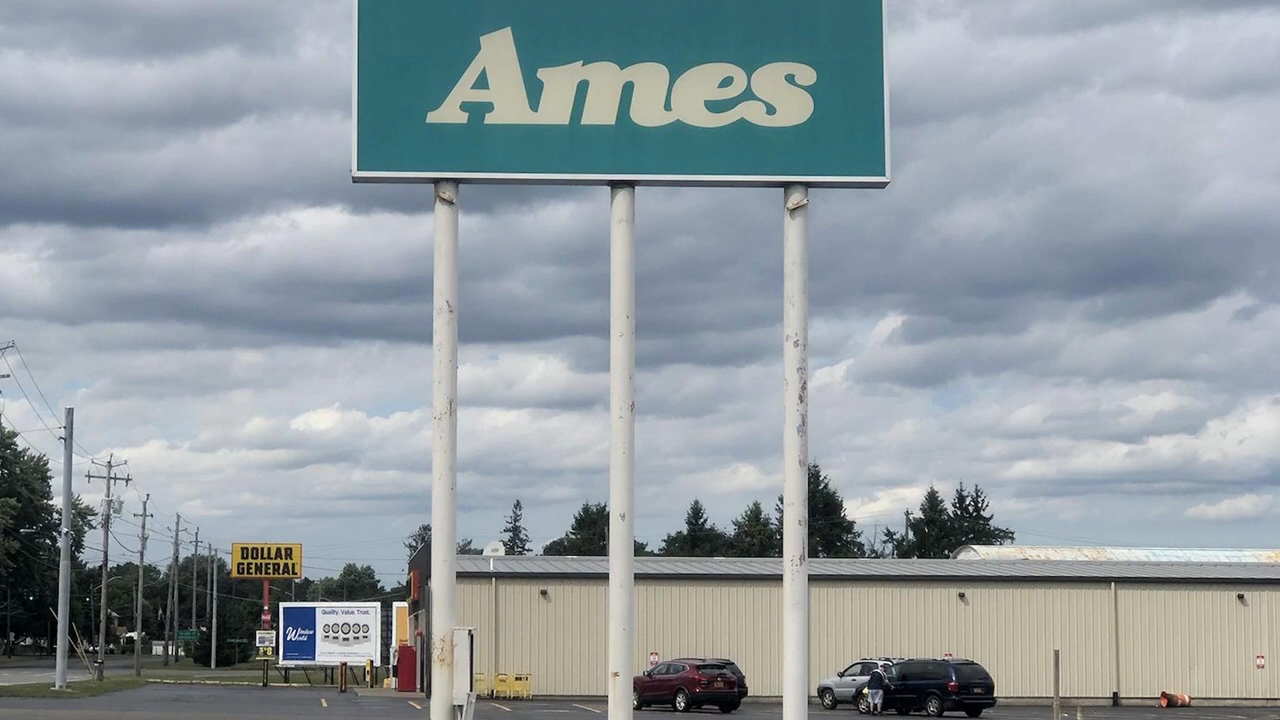 Ames
DOLLAR
GENERAL
Quality. Value. Trust.
Window
World